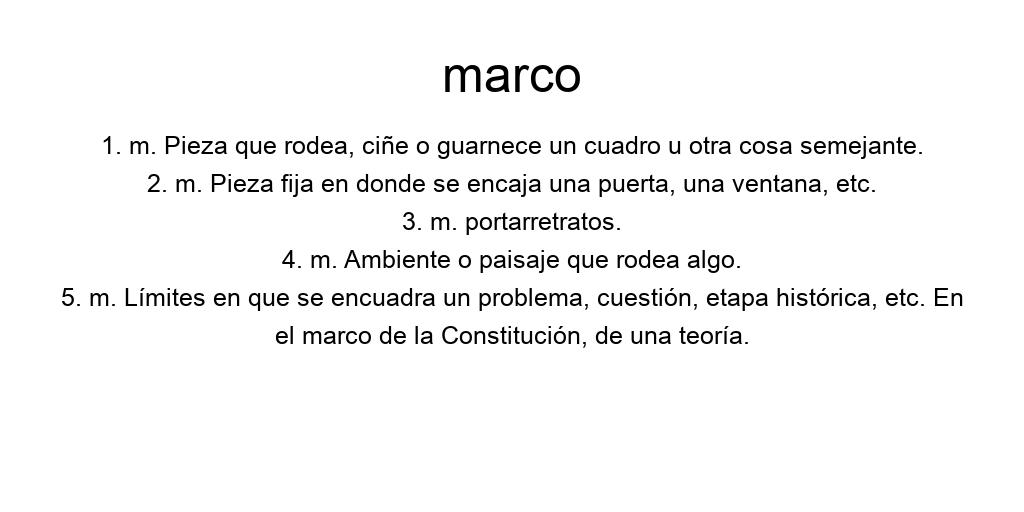 marco
1. m. Pieza que rodea, ciñe o guarnece un cuadro u otra cosa semejante.
2. m. Pieza fija en donde se encaja una puerta, una ventana, etc.
3. m. portarretratos.
4. m. Ambiente o paisaje que rodea algo.
5. m. Límites en que se encuadra un problema, cuestión, etapa histórica, etc. En
el marco de la Constitución, de una teoría.